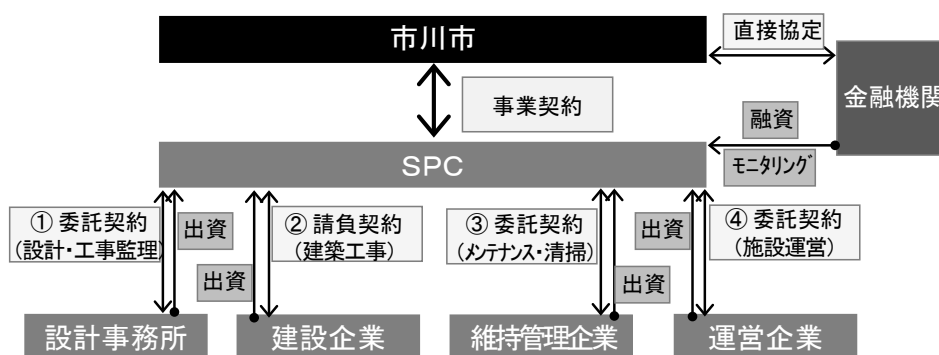 市川市
直接協定
金融機関
事業契約
融資
モニタリング
SPC
① 委託契約
(設計・工事監理)
出資
② 請負契約
(建築工事)
出資
③ 委託契約
(メンテナンス・清掃)
出資
④ 委託契約
(施設運営)
出資
設計事務所
建設企業
維持管理企業
運営企業